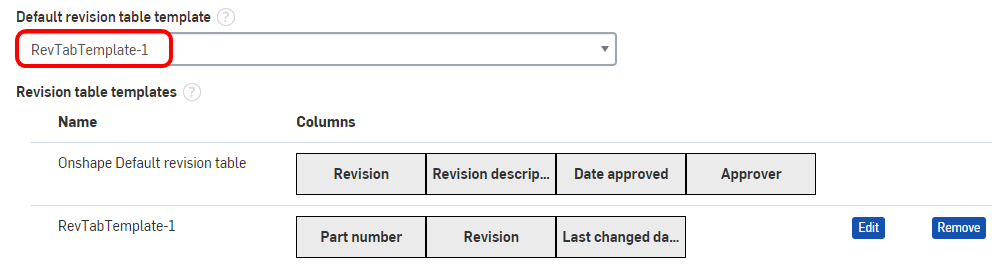 Default revision table template ?
RevTabTemplate-1
Revision table templates ?
Name Columns
Onshape Default revision table Revision Revision descrip... Date approved Approver
RevTabTemplate-1 Part number Revision Last changed da... Edit Remove